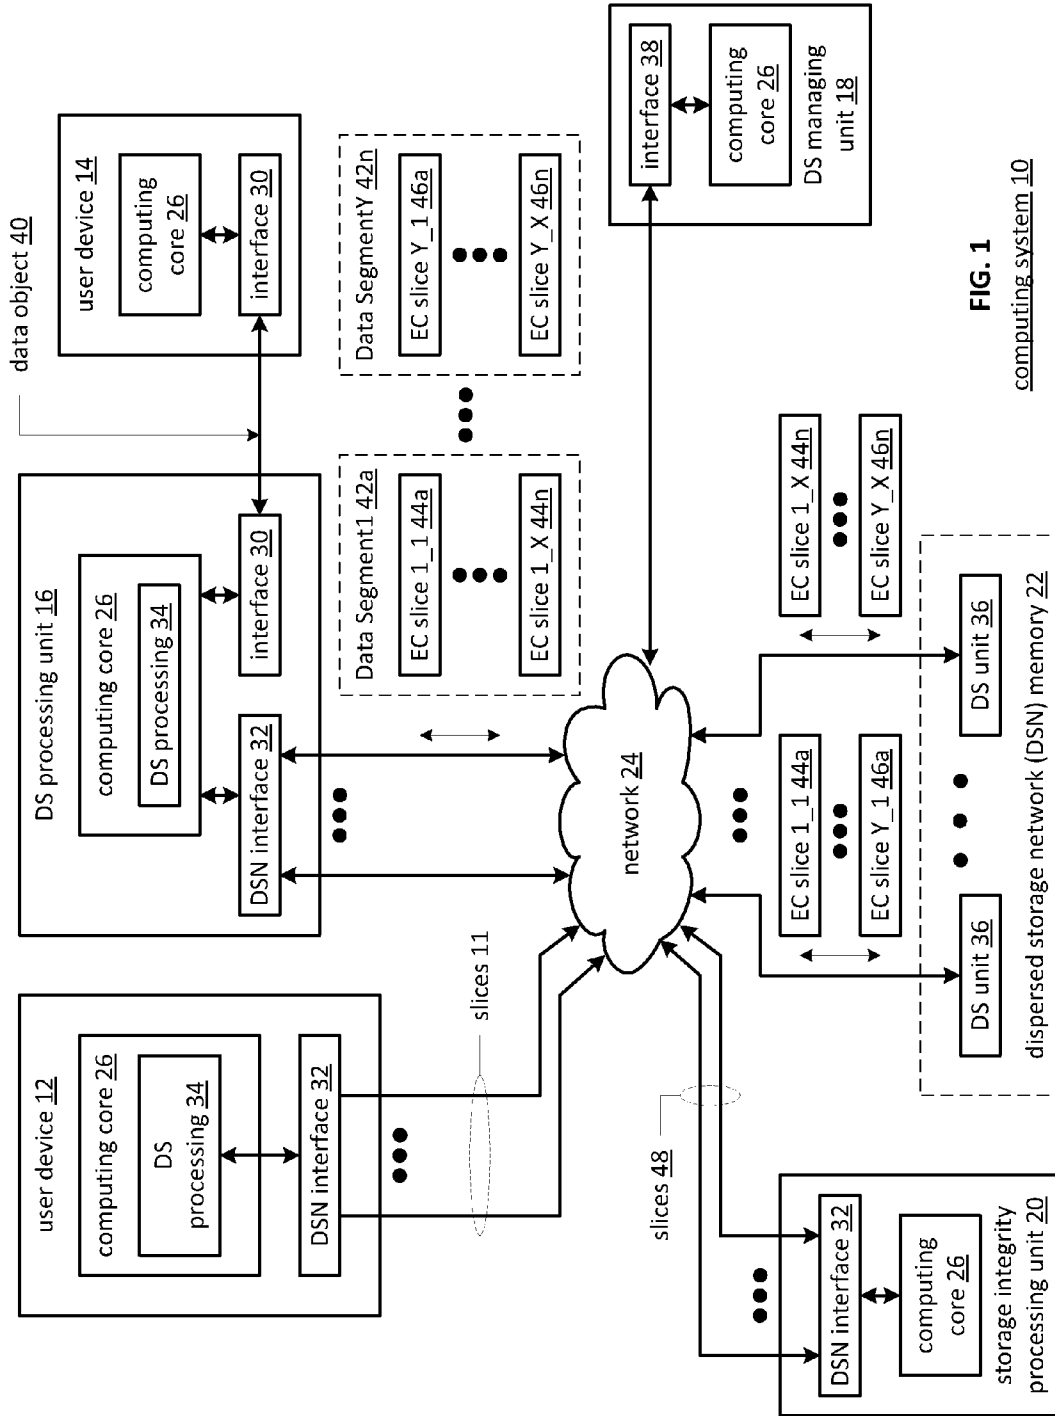 user device 12
computing core 26
DS
processing 34
DSN interface 32
slices 11
DS processing unit 16
computing core 26
DS processing 34
DSN interface 32
interface 30
data object 40
user device 14
computing
core 26
interface 30
Data Segment1 42a
EC slice 1_1 44a
EC slice 1_X 44n
Data SegmentY 42n
EC slice Y_1 46a
EC slice Y_X 46n
network 24
interface 38
computing
core 26
DS managing
unit 18
slices 48
DSN interface 32
computing
core 26
storage integrity
processing unit 20
EC slice 1_1 44a
EC slice Y_1 46a
EC slice 1_X 44n
EC slice Y_X 46n
DS unit 36
DS unit 36
dispersed storage network (DSN) memory 22
FIG. 1
computing system 10